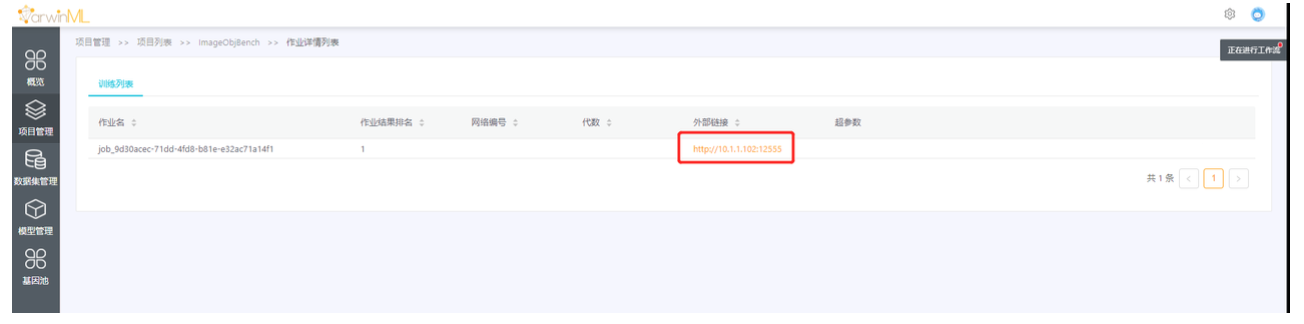 DarwinML
项目管理 >> 项目列表 >> ImageObjBench >> 作业详情列表
正在进行工作流
概览
项目管理
数据集管理
模型管理
基因池
训练列表
作业名 作业结果排名 网络编号 代数 外部链接 超参数
job_9d30acec-71dd-4fd8-b81e-e32ac71a14f1 1 http://10.1.1.102:12555
共 1 条 < 1 >